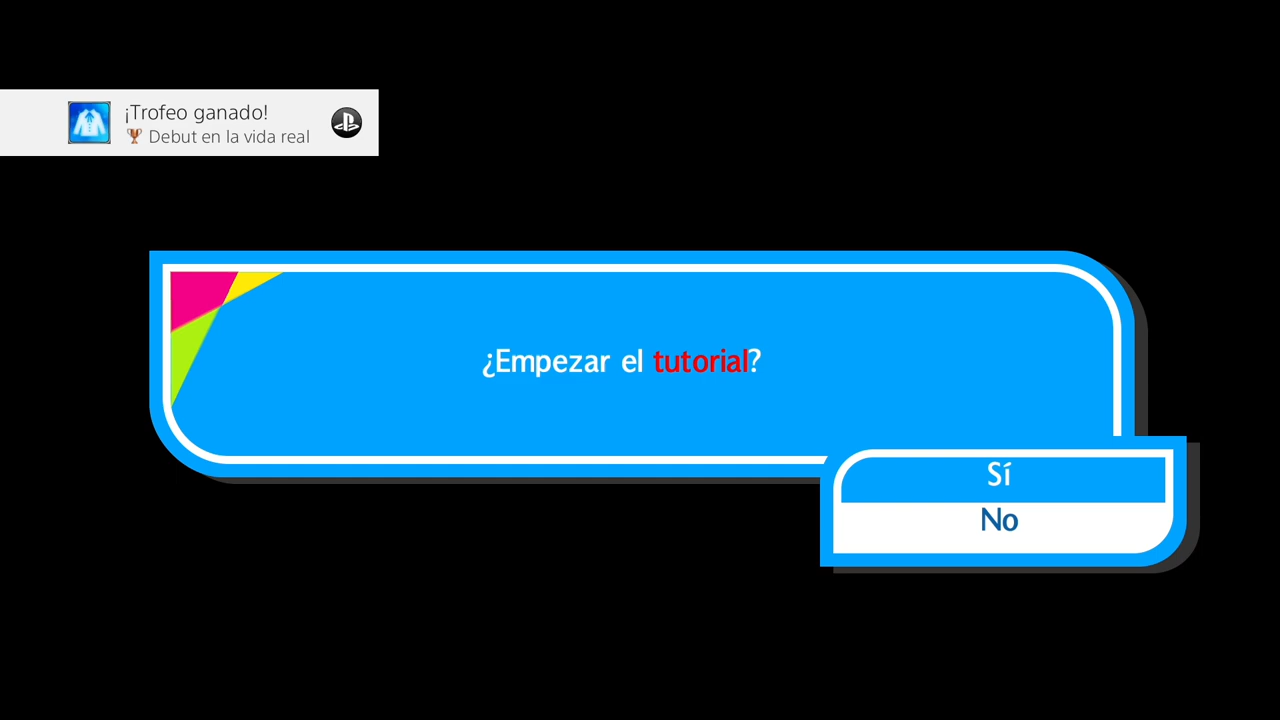 ¡Trofeo ganado!
Debut en la vida real
¿Empezar el tutorial?
Sí
No